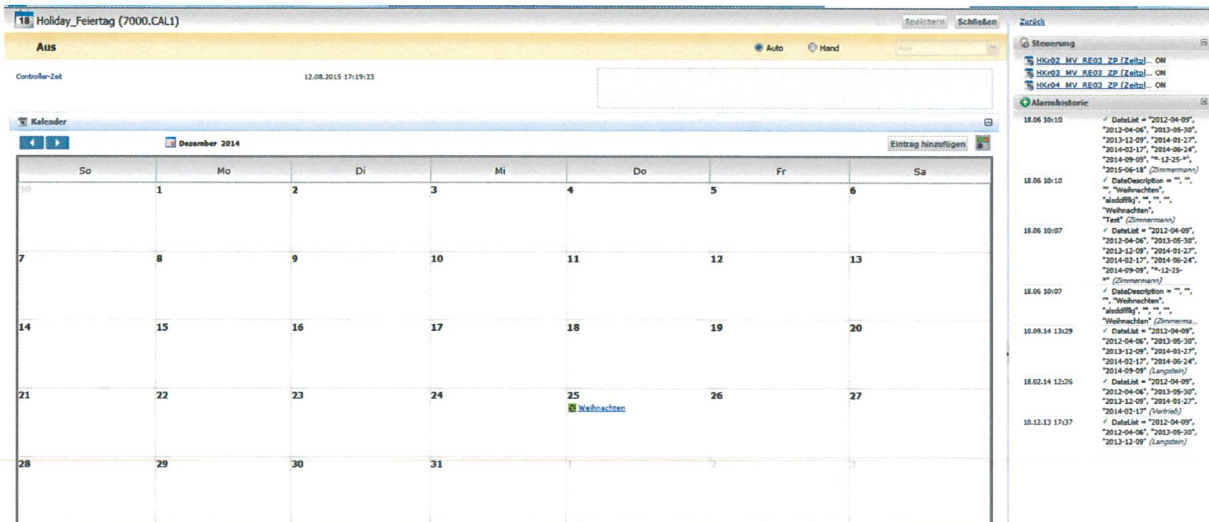 18 Holiday_Feiertag (7000.CAL1)
Speichern Schließen
Aus
Auto Hand
Controller-Zeit 12.08.2015 17:19:23
Kalender
Dezember 2014
Eintrag hinzufügen
So Mo Di Mi Do Fr Sa
30 1 2 3 4 5 6
7 8 9 10 11 12 13
14 15 16 17 18 19 20
21 22 23 24 25 26 27
Weihnachten
28 29 30 31 1 2 3
Zurück
Steuerung
HKr02_MV_RE03_ZP (Zeitpl... ON
HKr03_MV_RE03_ZP (Zeitpl... ON
HKr04_MV_RE03_ZP (Zeitpl... ON
Alarmhistorie
18.06 10:10 ✓ DateList = "2012-04-09",
"2012-04-06", "2013-05-30",
"2013-12-09", "2014-01-27",
"2014-02-17", "2014-06-24",
"2014-09-09", "*-12-25-*",
"2015-06-18" (Zimmermann)
18.06 10:10 ✓ DateDescription = "", "",
"", "Weihnachten",
"", "", "",
"Weihnachten",
"Test" (Zimmermann)
18.06 10:07 ✓ DateList = "2012-04-09",
"2012-04-06", "2013-05-30",
"2013-12-09", "2014-01-27",
"2014-02-17", "2014-06-24",
"2014-09-09", "*-12-25-
*" (Zimmermann)
18.06 10:07 ✓ DateDescription = "", "",
"", "Weihnachten",
"", "", "",
"Weihnachten" (Zimmerma...
10.09.14 13:29 ✓ DateList = "2012-04-09",
"2012-04-06", "2013-05-30",
"2013-12-09", "2014-01-27",
"2014-02-17", "2014-06-24",
"2014-09-09" (Langstein)
18.02.14 12:26 ✓ DateList = "2012-04-09",
"2012-04-06", "2013-05-30",
"2013-12-09", "2014-01-27",
"2014-02-17" (Vertrieb)
10.12.13 17:37 ✓ DateList = "2012-04-09",
"2012-04-06", "2013-05-30",
"2013-12-09" (Langstein)